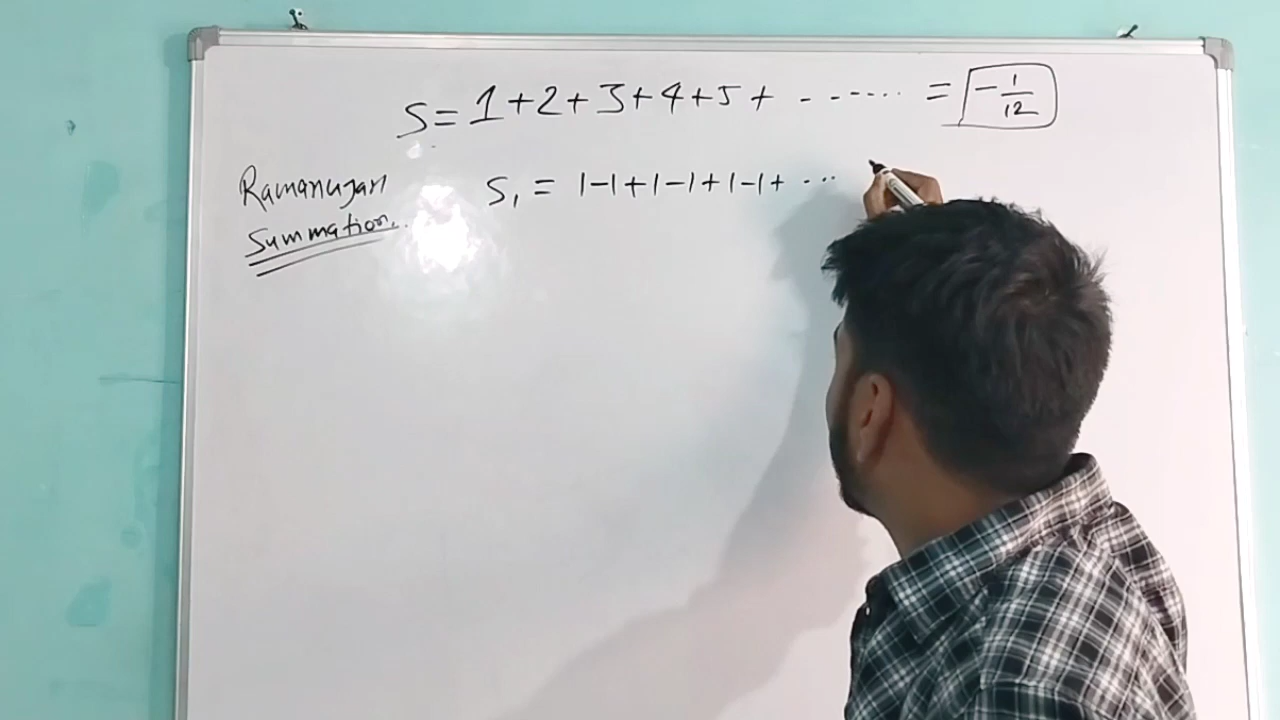 S = 1 + 2 + 3 + 4 + 5 + ------- = -1/12
Ramanujan
Summation.
S₁ = 1-1+1-1+1-1+ ...